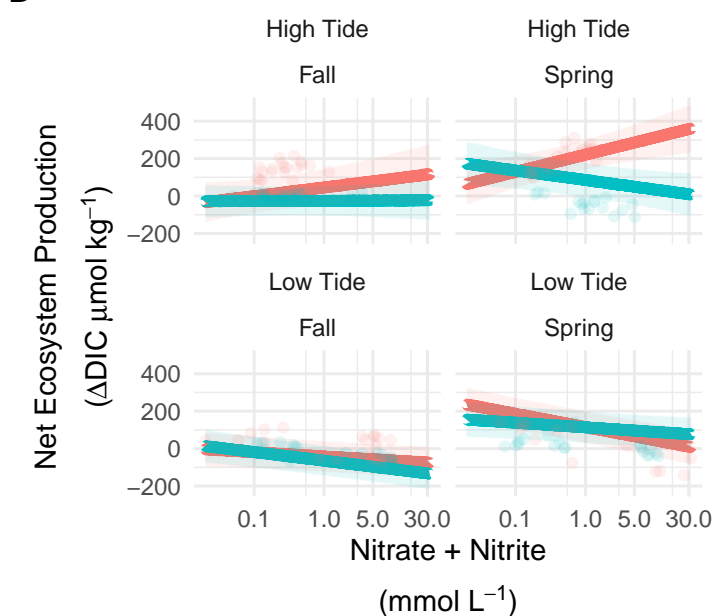 High Tide High Tide
Fall Spring
400
200
0
−200
Low Tide Low Tide
Fall Spring
400
200
0
−200
0.1 1.0 5.0 30.0 0.1 1.0 5.0 30.0
Net Ecosystem Production
(ΔDIC μmol kg⁻¹)
Nitrate + Nitrite
(mmol L⁻¹)